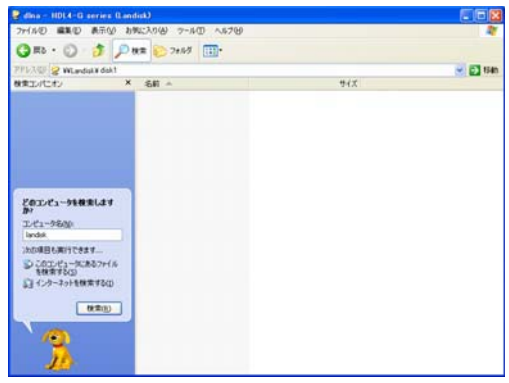 dlna - HDL4-G series (Landisk)
ファイル(F) 編集(E) 表示(V) お気に入り(A) ツール(T) ヘルプ(H)
戻る 検索 フォルダ
アドレス(D) ¥¥Landisk¥disk1 移動
検索コンパニオン 名前 サイズ
どのコンピュータを検索しますか?
コンピュータ名(M):
landisk
次の項目も実行できます...
このコンピュータにあるファイルを検索する(S)
インターネットを検索する(I)
検索(R)